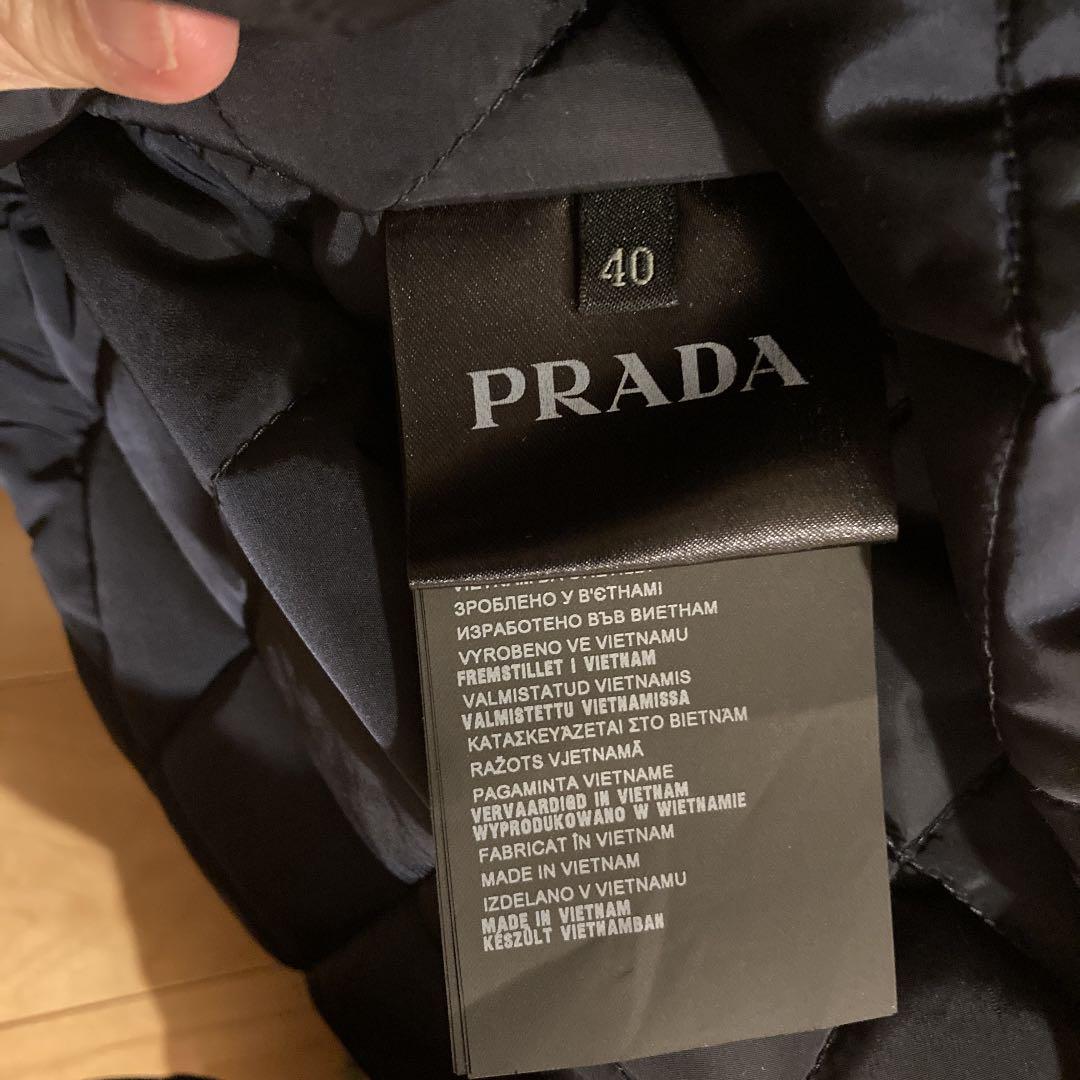 40
PRADA
ЗРОБЛЕНО У В'ЄТНАМІ
ИЗРАБОТЕНО ВЪВ ВИЕТНАМ
VYROBENO VE VIETNAMU
FREMSTILLET I VIETNAM
VALMISTATUD VIETNAMIS
VALMISTETTU VIETNAMISSA
ΚΑΤΑΣΚΕΥΆΖΕΤΑΙ ΣΤΟ ΒΙΕΤΝΆΜ
RAŽOTS VJETNAMĀ
PAGAMINTA VIETNAME
VERVAARDIGD IN VIETNAM
WYPRODUKOWANO W WIETNAMIE
FABRICAT ÎN VIETNAM
MADE IN VIETNAM
IZDELANO V VIETNAMU
MADE IN VIETNAM
KÉSZÜLT VIETNAMBAN